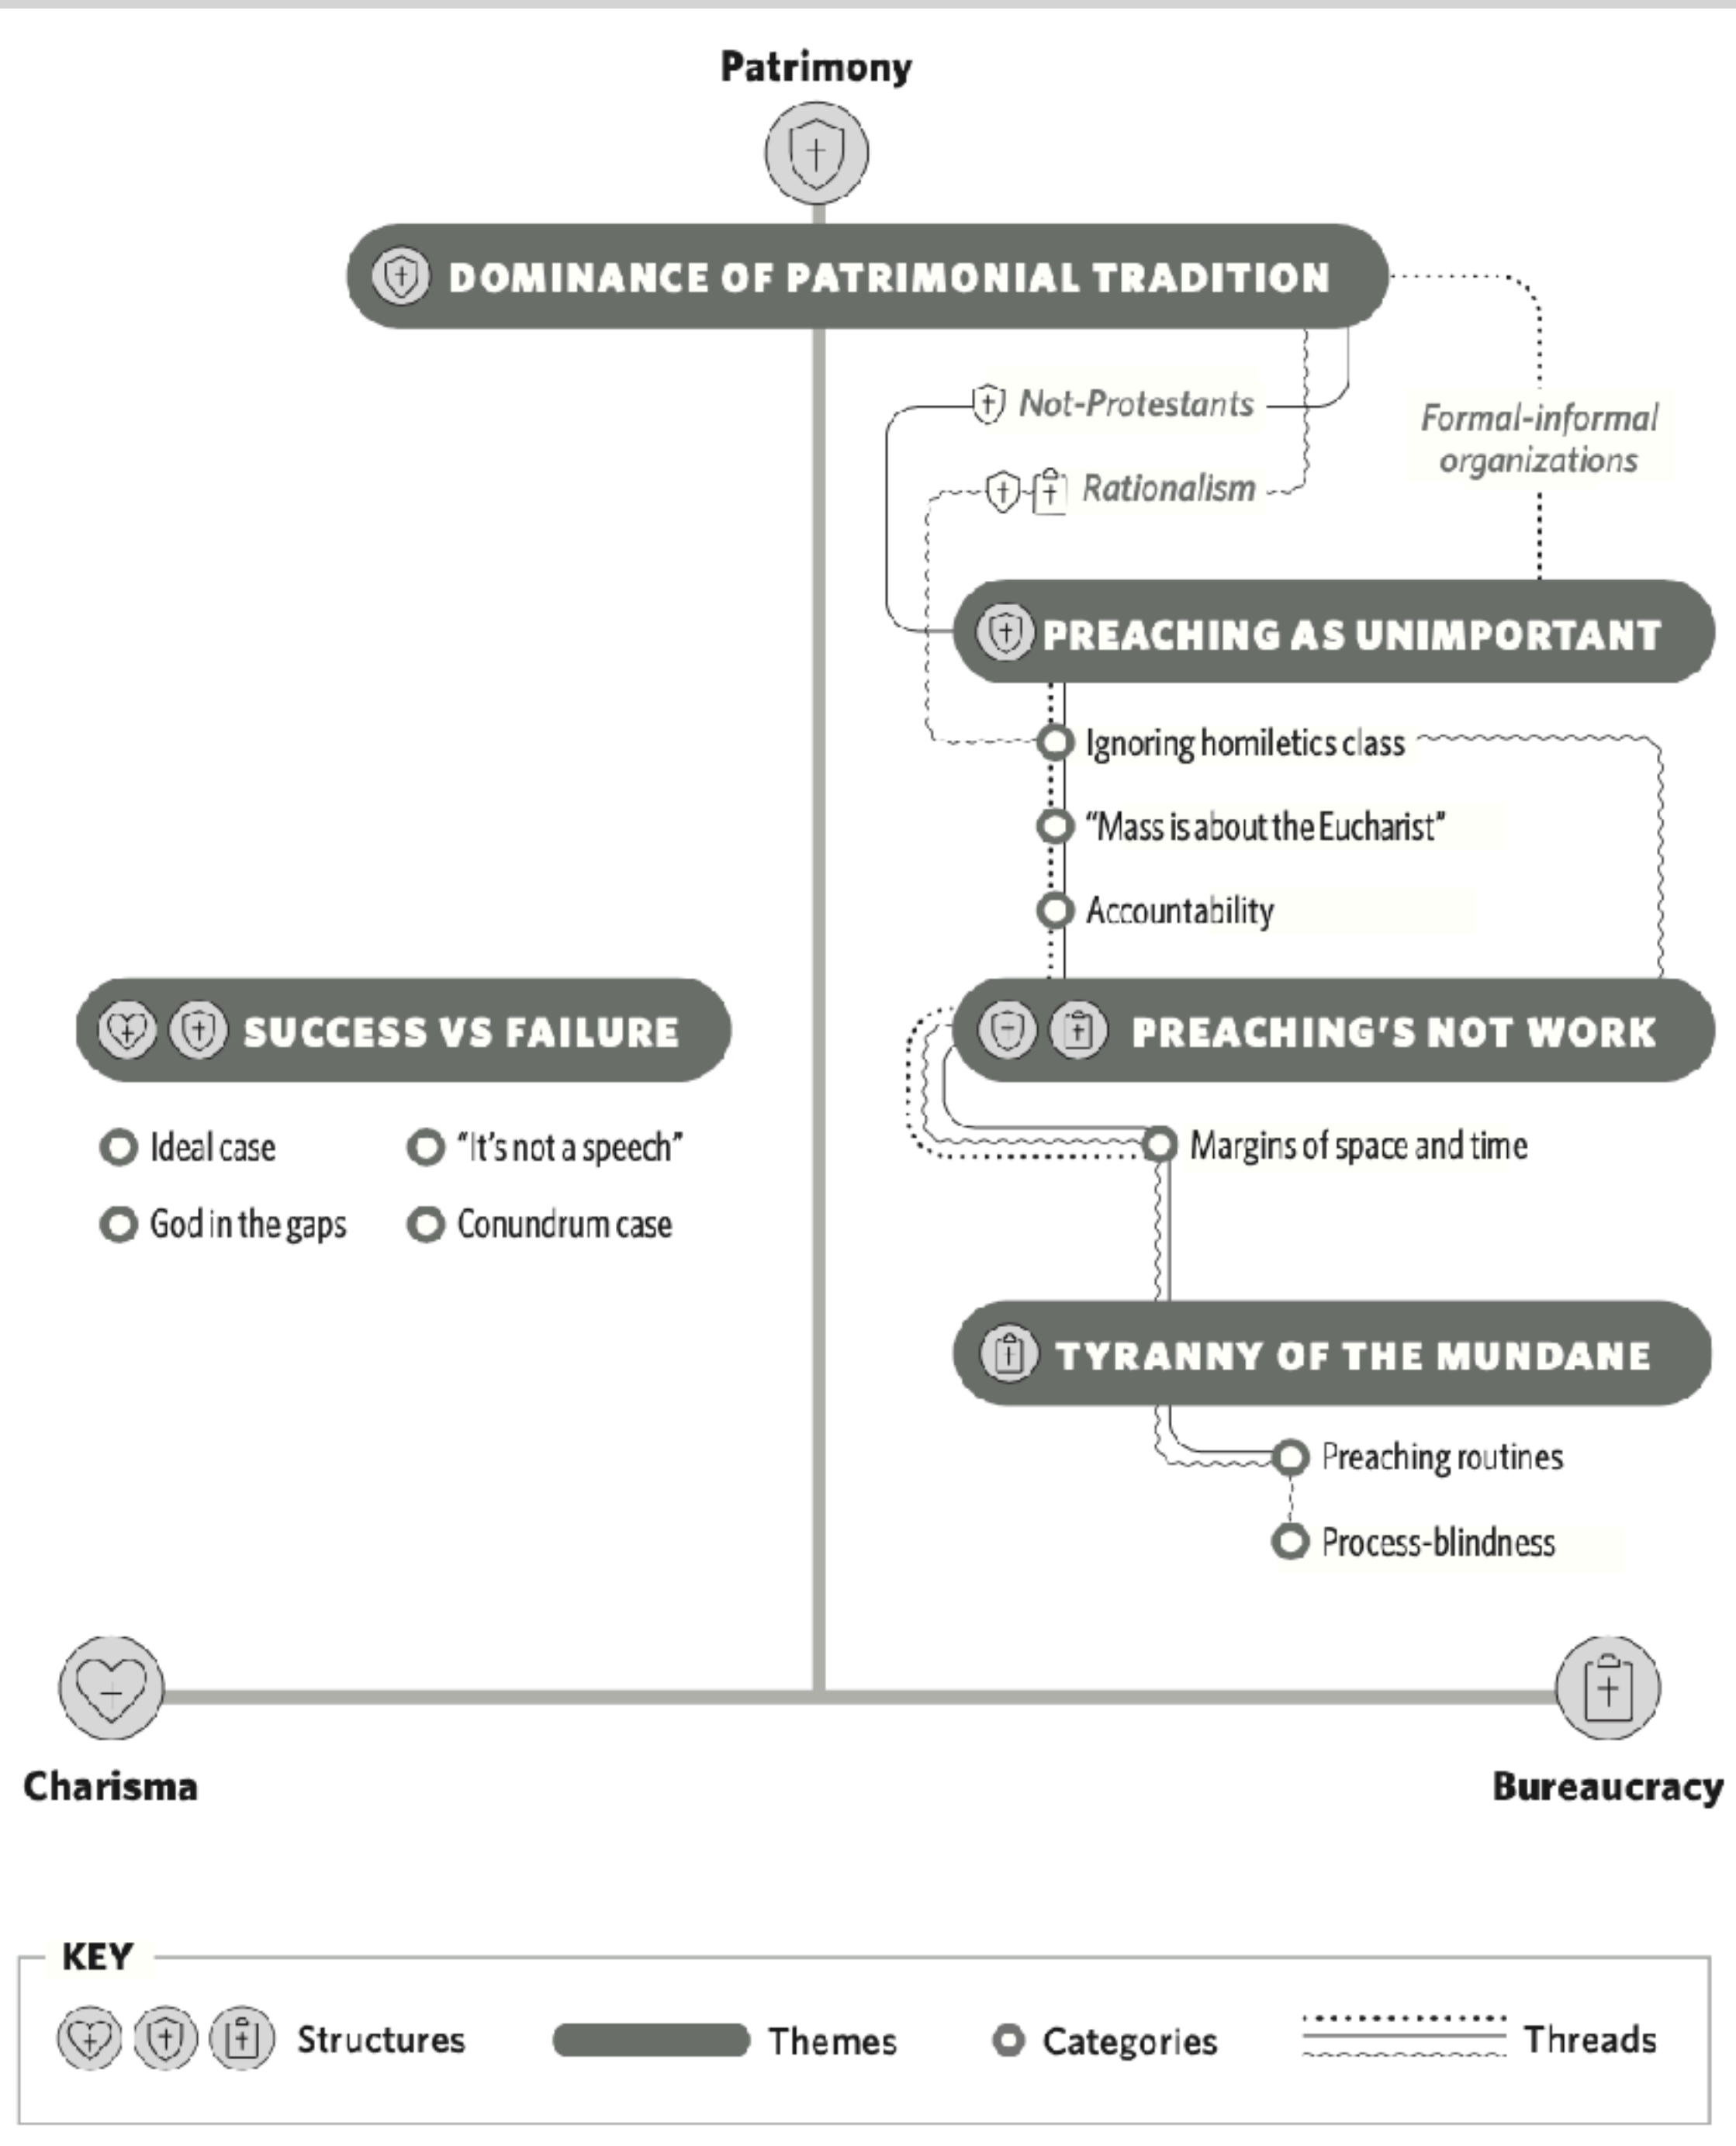 Patrimony
DOMINANCE OF PATRIMONIAL TRADITION
Not-Protestants
Formal-informal
organizations
Rationalism
PREACHING AS UNIMPORTANT
Ignoring homiletics class
“Mass is about the Eucharist”
Accountability
SUCCESS VS FAILURE
Ideal case
“It’s not a speech”
God in the gaps
Conundrum case
PREACHING’S NOT WORK
Margins of space and time
TYRANNY OF THE MUNDANE
Preaching routines
Process-blindness
Charisma
Bureaucracy
KEY
Structures
Themes
Categories
Threads